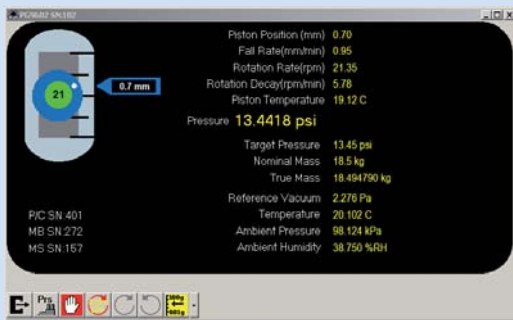 PG9602 SN:102
Piston Position (mm) 0.70
Fall Rate(mm/min) 0.95
Rotation Rate(rpm) 21.35
Rotation Decay(rpm/min) 5.78
Piston Temperature 19.12 C
21
0.7 mm
Pressure 13.4418 psi
Target Pressure 13.45 psi
Nominal Mass 18.5 kg
True Mass 18.494790 kg
Reference Vacuum 2.276 Pa
Temperature 20.102 C
Ambient Pressure 98.124 kPa
Ambient Humidity 38.750 %RH
P/C SN:401
MB SN:272
MS SN:157
Prs